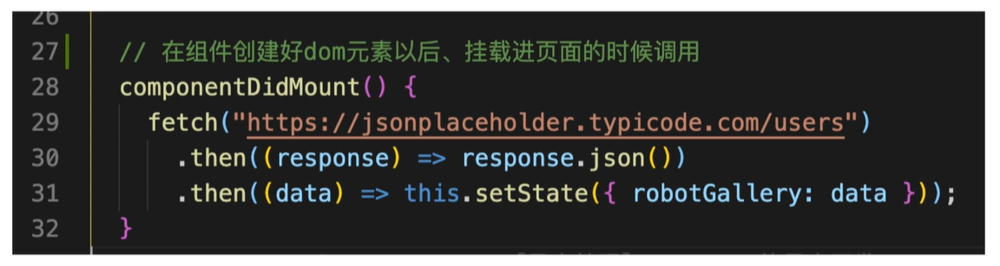 26
27 // 在组件创建好dom元素以后、挂载进页面的时候调用
28 componentDidMount() {
29 fetch("https://jsonplaceholder.typicode.com/users")
30 .then((response) => response.json())
31 .then((data) => this.setState({ robotGallery: data }));
32 }